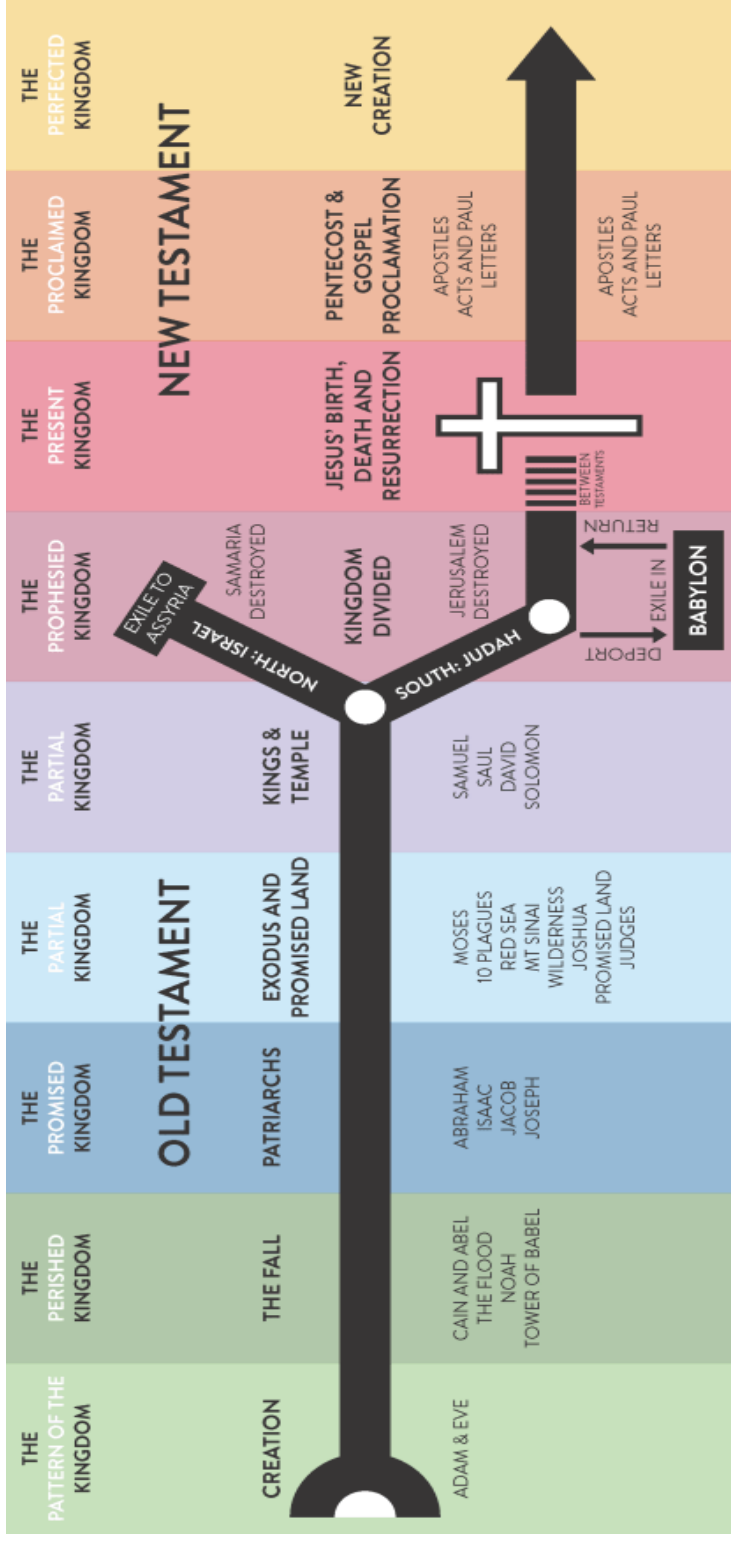 THE
PATTERN OF THE
KINGDOM
THE
PERISHED
KINGDOM
THE
PROMISED
KINGDOM
THE
PARTIAL
KINGDOM
THE
PARTIAL
KINGDOM
THE
PROPHESIED
KINGDOM
THE
PRESENT
KINGDOM
THE
PROCLAIMED
KINGDOM
THE
PERFECTED
KINGDOM
OLD TESTAMENT
NEW TESTAMENT
CREATION
ADAM & EVE
THE FALL
CAIN AND ABEL
THE FLOOD
NOAH
TOWER OF BABEL
PATRIARCHS
ABRAHAM
ISAAC
JACOB
JOSEPH
EXODUS AND
PROMISED LAND
MOSES
10 PLAGUES
RED SEA
MT SINAI
WILDERNESS
JOSHUA
PROMISED LAND
JUDGES
KINGS &
TEMPLE
SAMUEL
SAUL
DAVID
SOLOMON
EXILE TO
ASSYRIA
NORTH: ISRAEL
SAMARIA
DESTROYED
KINGDOM
DIVIDED
SOUTH: JUDAH
JERUSALEM
DESTROYED
DEPORT
EXILE IN
RETURN
BABYLON
BETWEEN
TESTAMENTS
JESUS' BIRTH,
DEATH AND
RESURRECTION
PENTECOST &
GOSPEL
PROCLAMATION
APOSTLES
ACTS AND PAUL
LETTERS
APOSTLES
ACTS AND PAUL
LETTERS
NEW
CREATION